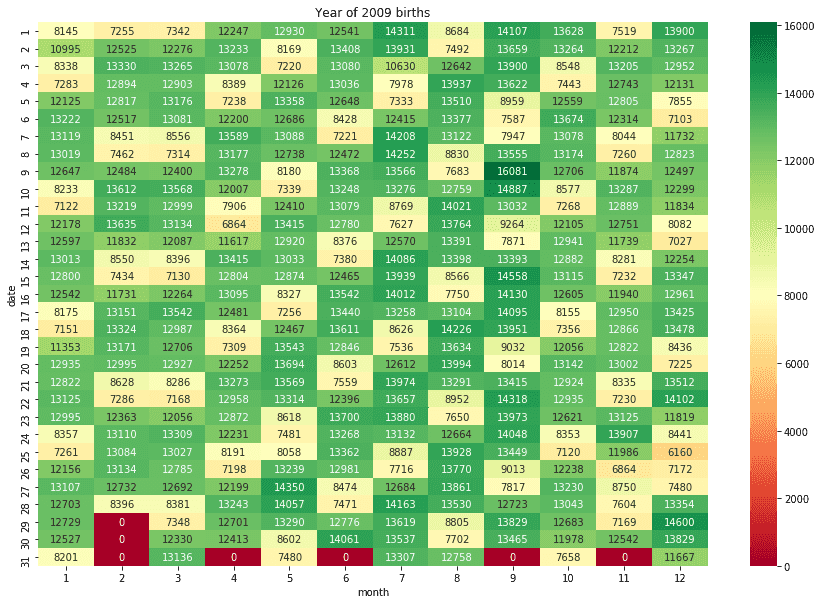 Year of 2009 births
1 8145 7255 7342 12247 12930 12541 14311 8684 14107 13628 7519 13900
2 10995 12525 12276 13233 8169 13408 13931 7492 13659 13264 12212 13267
3 8338 13330 13265 13078 7220 13080 10630 12642 13900 8548 13205 12952
4 7283 12894 12903 8389 12126 13036 7978 13937 13622 7443 12743 12131
5 12125 12817 13176 7238 13358 12648 7333 13510 8959 12559 12805 7855
6 13222 12517 13081 12200 12686 8428 12415 13377 7587 13674 12314 7103
7 13119 8451 8556 13589 13088 7221 14208 13122 7947 13078 8044 11732
8 13019 7462 7314 13177 12738 12472 14252 8830 13555 13174 7260 12823
9 12647 12484 12400 13278 8180 13368 13566 7683 16081 12706 11874 12497
10 8233 13612 13568 12007 7339 13248 13276 12759 14887 8577 13287 12299
11 7122 13219 12999 7906 12410 13079 8769 14021 13032 7268 12889 11834
12 12178 13635 13134 6864 13415 12780 7627 13764 9264 12105 12751 8082
13 12597 11832 12087 11617 12920 8376 12570 13391 7871 12941 11739 7027
14 13013 8550 8396 13415 13033 7380 14086 13398 13393 12882 8281 12254
15 12800 7434 7130 12804 12874 12465 13939 8566 14558 13115 7232 13347
16 12542 11731 12264 13095 8327 13542 14012 7750 14130 12605 11940 12961
17 8175 13151 13542 12481 7256 13440 13258 13104 14095 8155 12950 13425
18 7151 13324 12987 8364 12467 13611 8626 14226 13951 7356 12866 13478
19 11353 13171 12706 7309 13543 12846 7536 13634 9032 12056 12822 8436
20 12935 12995 12927 12252 13694 8603 12612 13994 8014 13142 13002 7225
21 12822 8628 8286 13273 13569 7559 13974 13291 13415 12924 8335 13512
22 13125 7286 7168 12958 13314 12396 13657 8952 14318 12935 7230 14102
23 12995 12363 12056 12872 8618 13700 13880 7650 13973 12621 13125 11819
24 8357 13110 13309 12231 7481 13268 13132 12664 14048 8353 13907 8441
25 7261 13084 13027 8191 8058 13362 8887 13928 13449 7120 11986 6160
26 12156 13134 12785 7198 13239 12981 7716 13770 9013 12238 6864 7172
27 13107 12732 12692 12199 14350 8474 12684 13861 7817 13230 8750 7480
28 12703 8396 8381 13243 14057 7471 14163 13530 12723 13043 7604 13354
29 12729 0 7348 12701 13290 12776 13619 8805 13829 12683 7169 14600
30 12527 0 12330 12413 8602 14061 13537 7702 13465 11978 12542 13829
31 8201 0 13136 0 7480 0 13307 12758 0 7658 0 11667
1 2 3 4 5 6 7 8 9 10 11 12
month
date
16000
14000
12000
10000
8000
6000
4000
2000
0